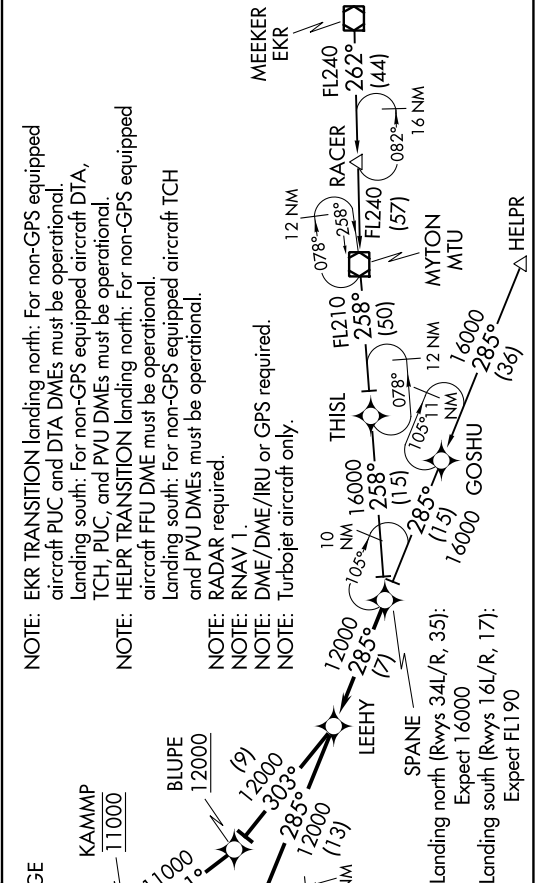 NOTE: EKR TRANSITION landing north: For non-GPS equipped
aircraft PUC and DTA DMEs must be operational.
Landing south: For non-GPS equipped aircraft DTA,
TCH, PUC, and PVU DMEs must be operational.
NOTE: HELPR TRANSITION landing north: For non-GPS equipped
aircraft FFU DME must be operational.
Landing south: For non-GPS equipped aircraft TCH
and PVU DMEs must be operational.
NOTE: RADAR required.
NOTE: RNAV 1.
NOTE: DME/DME/IRU or GPS required.
NOTE: Turbojet aircraft only.
GE
KAMMP
11000
11000
1°
BLUPE
12000
(9)
12000
303°
285°
12000
(13)
NM
LEEHY
12000
285°
(7)
SPANE
Landing north (Rwys 34L/R, 35):
Expect 16000
Landing south (Rwys 16L/R, 17):
Expect FL190
10
NM
105°
16000
258°
(15)
THISL
078°
12 NM
285°
(15)
16000
GOSHU
105°
11
NM
16000
285°
(36)
HELPR
FL210
258°
(50)
MYTON
MTU
12 NM
078°
258°
FL240
(57)
RACER
082°
16 NM
FL240
262°
(44)
MEEKER
EKR